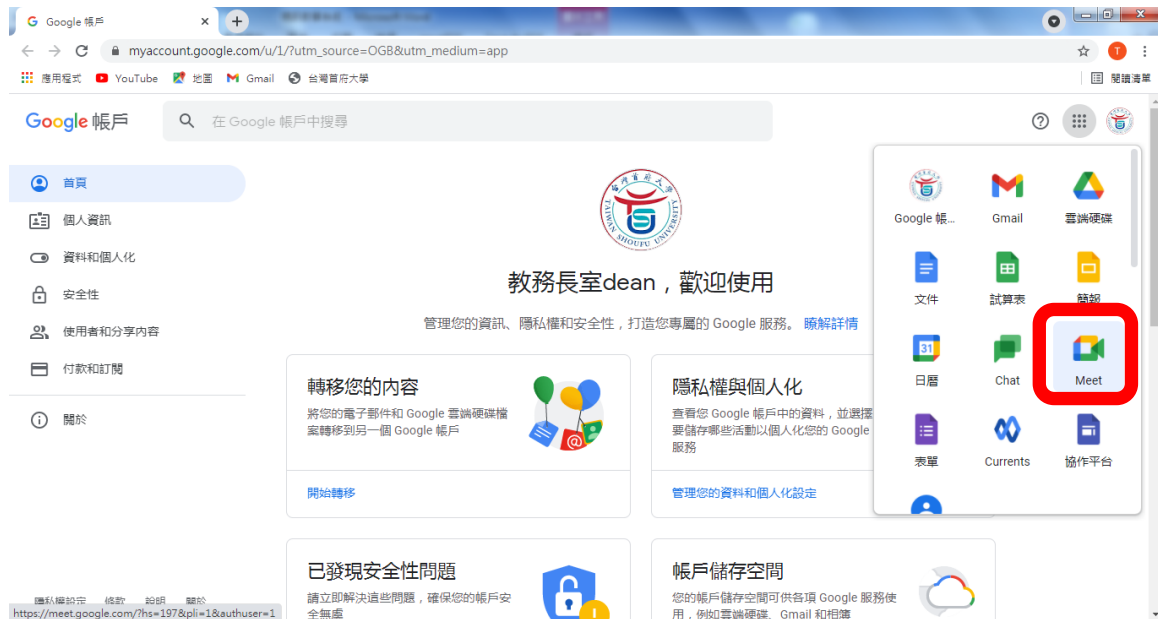 Google 帳戶
myaccount.google.com/u/1/?utm_source=OGB&utm_medium=app
T
應用程式
YouTube
地圖
Gmail
台灣首府大學
閱讀清單
Google 帳戶
在 Google 帳戶中搜尋
首頁
個人資訊
資料和個人化
安全性
使用者和分享內容
付款和訂閱
關於
台灣首府大學
TAIWAN SHOUFU UNIVERSITY
教務長室dean,歡迎使用
管理您的資訊、隱私權和安全性,打造您專屬的 Google 服務。 瞭解詳情
轉移您的內容
將您的電子郵件和 Google 雲端硬碟檔
案轉移到另一個 Google 帳戶
開始轉移
隱私權與個人化
查看您 Google 帳戶中的資料,並選擇
要儲存哪些活動以個人化您的 Google
服務
管理您的資料和個人化設定
已發現安全性問題
請立即解決這些問題,確保您的帳戶安
全無虞
帳戶儲存空間
您的帳戶儲存空間可供各項 Google 服務使
用,例如雲端硬碟、Gmail 和相簿
Google 帳...
Gmail
雲端硬碟
文件
試算表
簡報
31
日曆
Chat
Meet
表單
Currents
協作平台
隱私權設定
條款
說明
關於
https://meet.google.com/?hs=197&pli=1&authuser=1